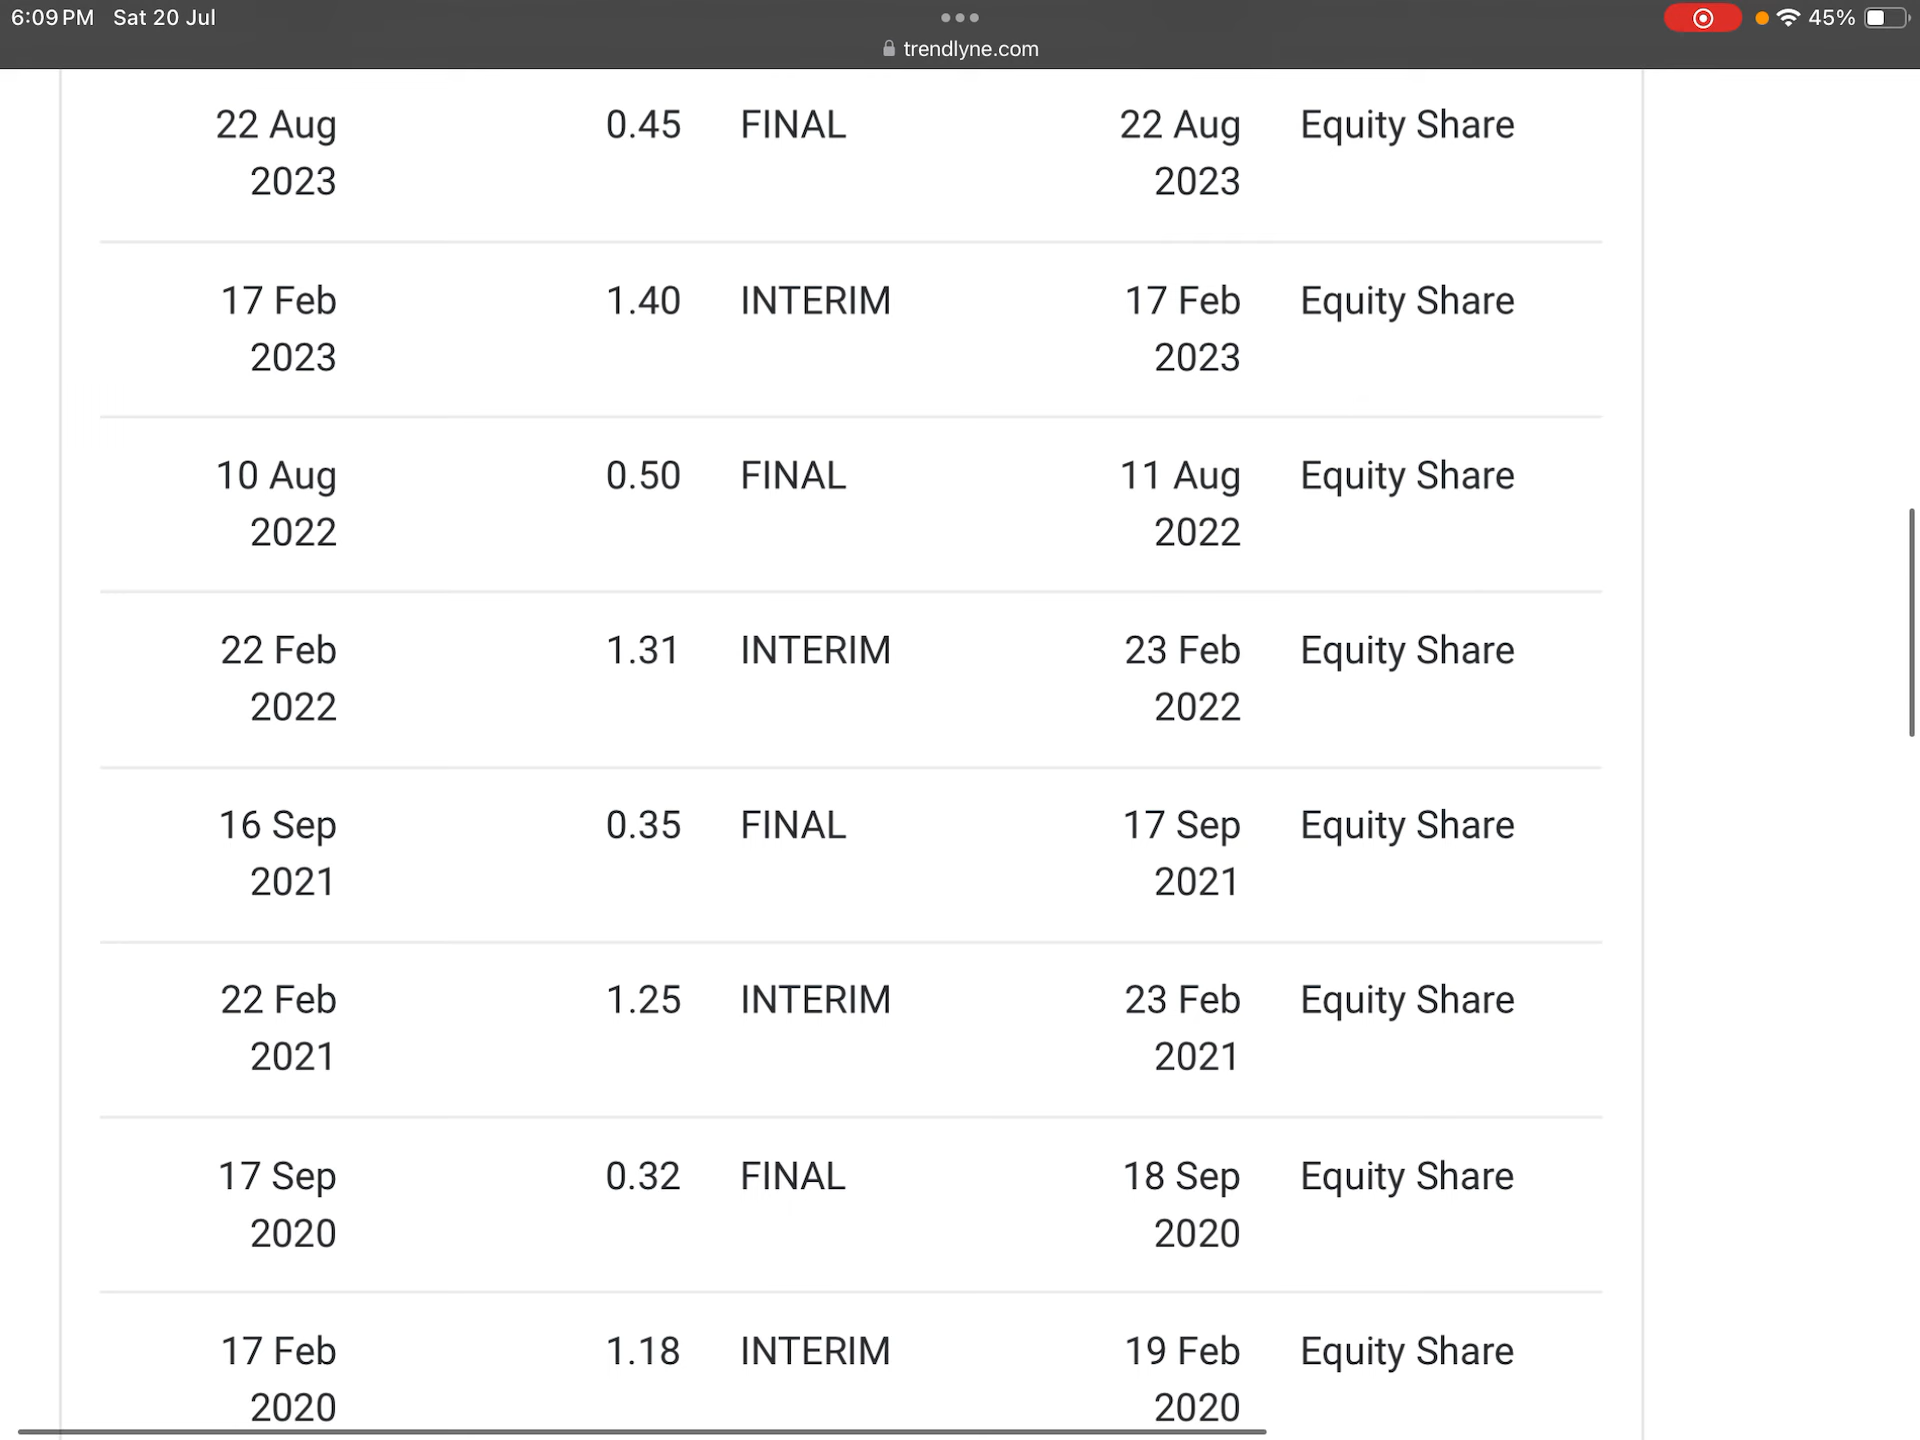 6:09 PM Sat 20 Jul
45%
trendlyne.com
22 Aug 0.45 FINAL 22 Aug Equity Share
2023 2023
17 Feb 1.40 INTERIM 17 Feb Equity Share
2023 2023
10 Aug 0.50 FINAL 11 Aug Equity Share
2022 2022
22 Feb 1.31 INTERIM 23 Feb Equity Share
2022 2022
16 Sep 0.35 FINAL 17 Sep Equity Share
2021 2021
22 Feb 1.25 INTERIM 23 Feb Equity Share
2021 2021
17 Sep 0.32 FINAL 18 Sep Equity Share
2020 2020
17 Feb 1.18 INTERIM 19 Feb Equity Share
2020 2020